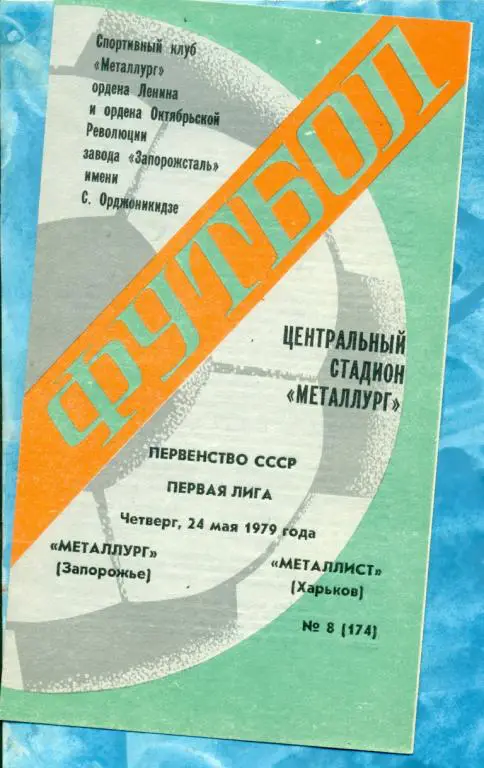 Спортивный клуб
«Металлург»
ордена Ленина
и ордена Октябрьской
Революции
завода «Запорожсталь»
имени
С. Орджоникидзе
ФУТБОЛ
ЦЕНТРАЛЬНЫЙ
СТАДИОН
«МЕТАЛЛУРГ»
ПЕРВЕНСТВО СССР
ПЕРВАЯ ЛИГА
Четверг, 24 мая 1979 года
«МЕТАЛЛУРГ»
(Запорожье)
«МЕТАЛЛИСТ»
(Харьков)
№ 8 (174)